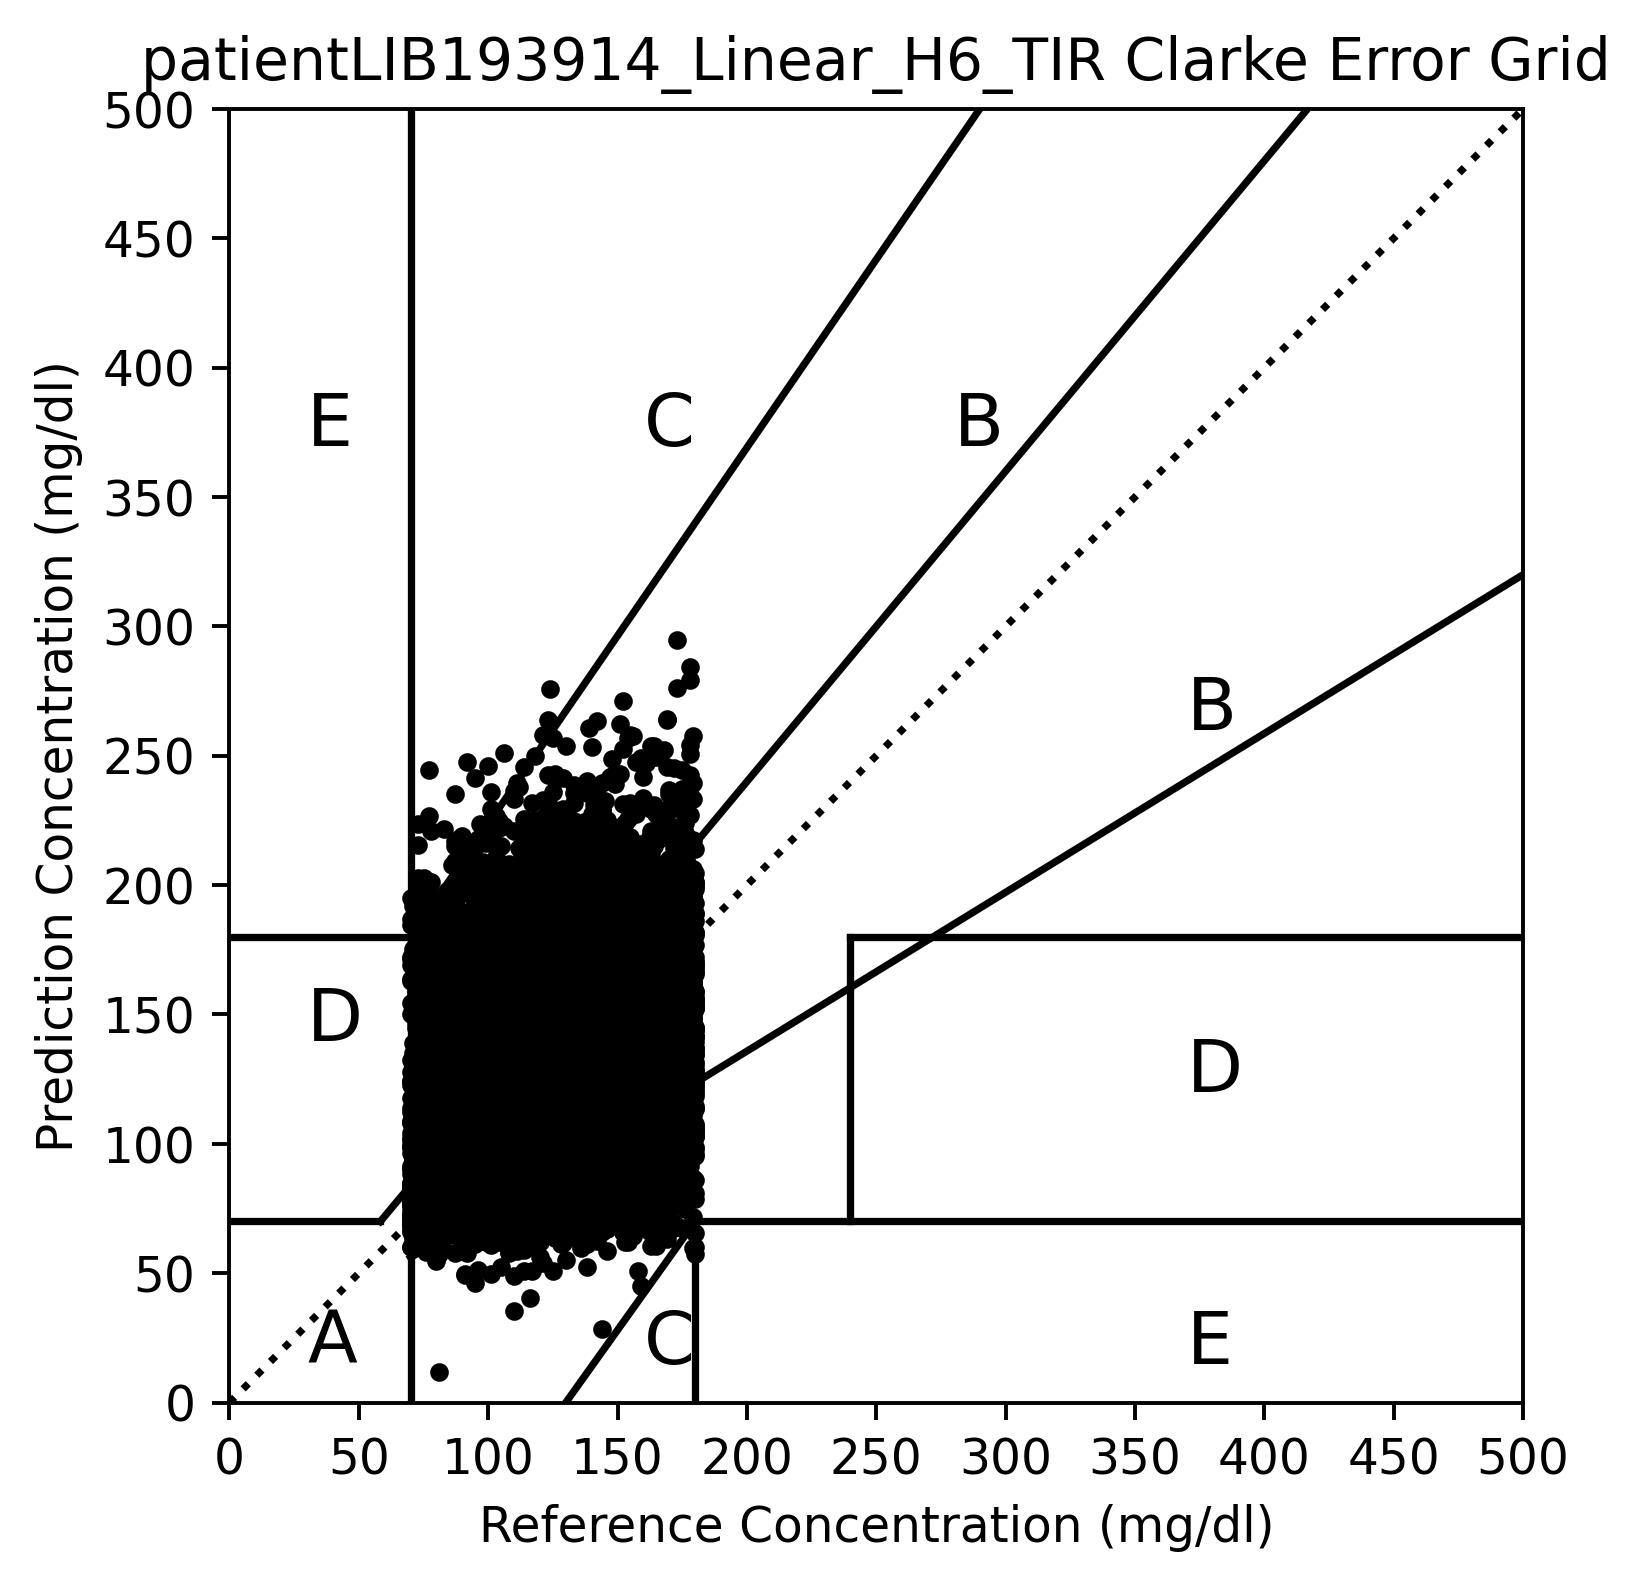 patientLIB193914_Linear_H6_TIR Clarke Error Grid
Prediction Concentration (mg/dl)
500
450
400
350
300
250
200
150
100
50
0
E
C
B
B
D
D
A
C
E
0 50 100 150 200 250 300 350 400 450 500
Reference Concentration (mg/dl)